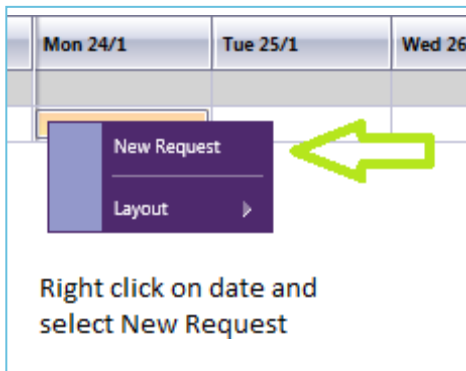 Mon 24/1 Tue 25/1 Wed 26
New Request
Layout
Right click on date and
select New Request